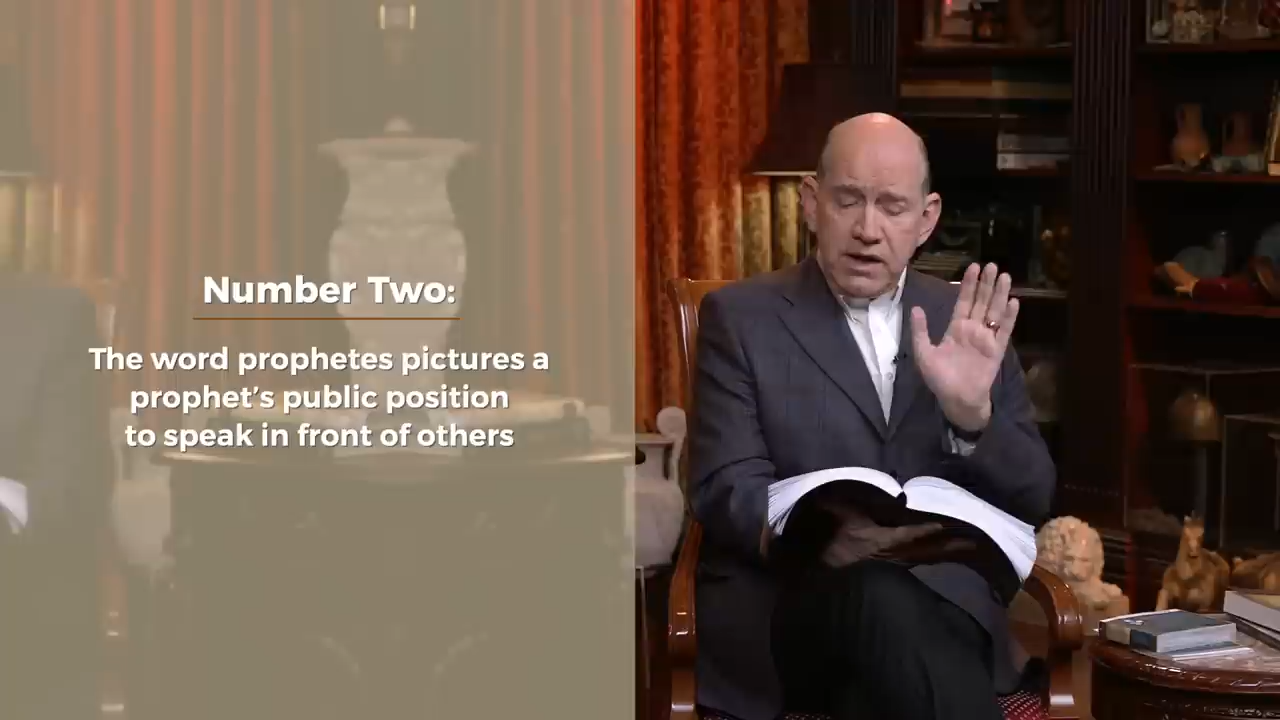 Number Two:
The word prophetes pictures a
prophet's public position
to speak in front of others